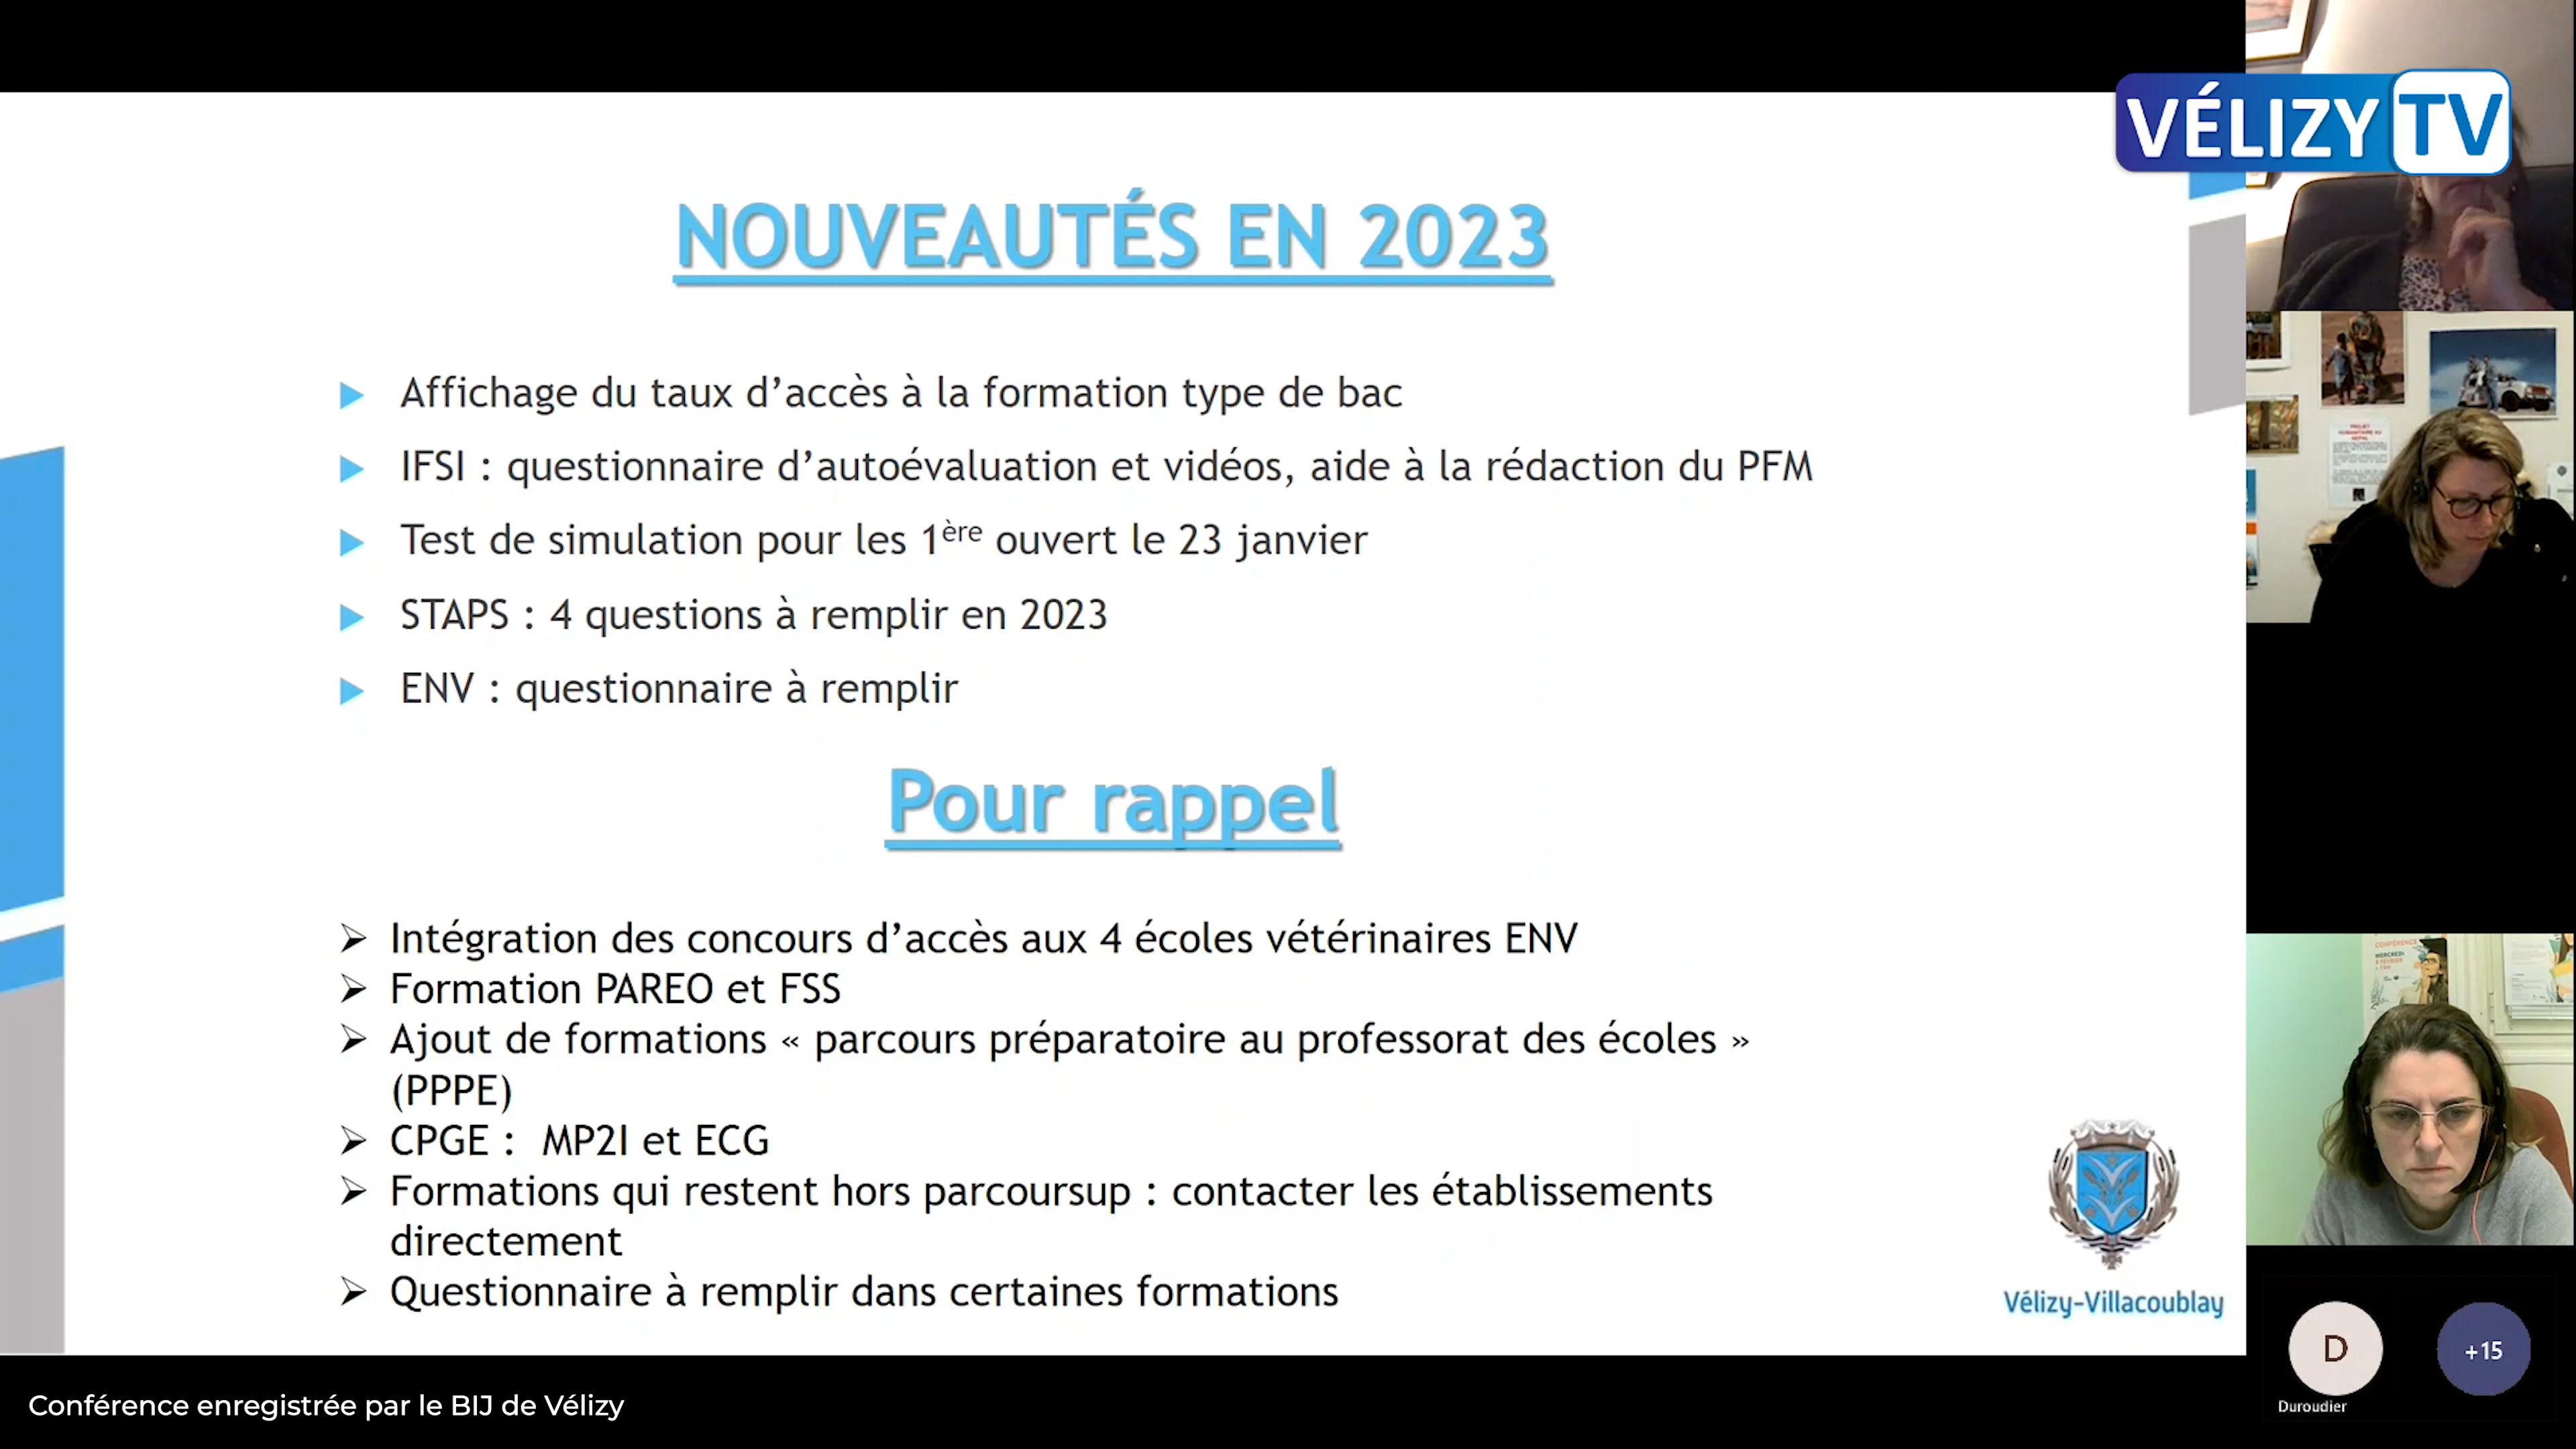 VÉLIZY TV
NOUVEAUTÉS EN 2023
Affichage du taux d’accès à la formation type de bac
IFSI : questionnaire d’autoévaluation et vidéos, aide à la rédaction du PFM
Test de simulation pour les 1ère ouvert le 23 janvier
STAPS : 4 questions à remplir en 2023
ENV : questionnaire à remplir
Pour rappel
Intégration des concours d’accès aux 4 écoles vétérinaires ENV
Formation PAREO et FSS
Ajout de formations « parcours préparatoire au professorat des écoles »
(PPPE)
CPGE : MP2I et ECG
Formations qui restent hors parcoursup : contacter les établissements
directement
Questionnaire à remplir dans certaines formations
Vélizy-Villacoublay
CONFÉRENCE
MERCREDI
D
+15
Duroudier
Conférence enregistrée par le BIJ de Vélizy